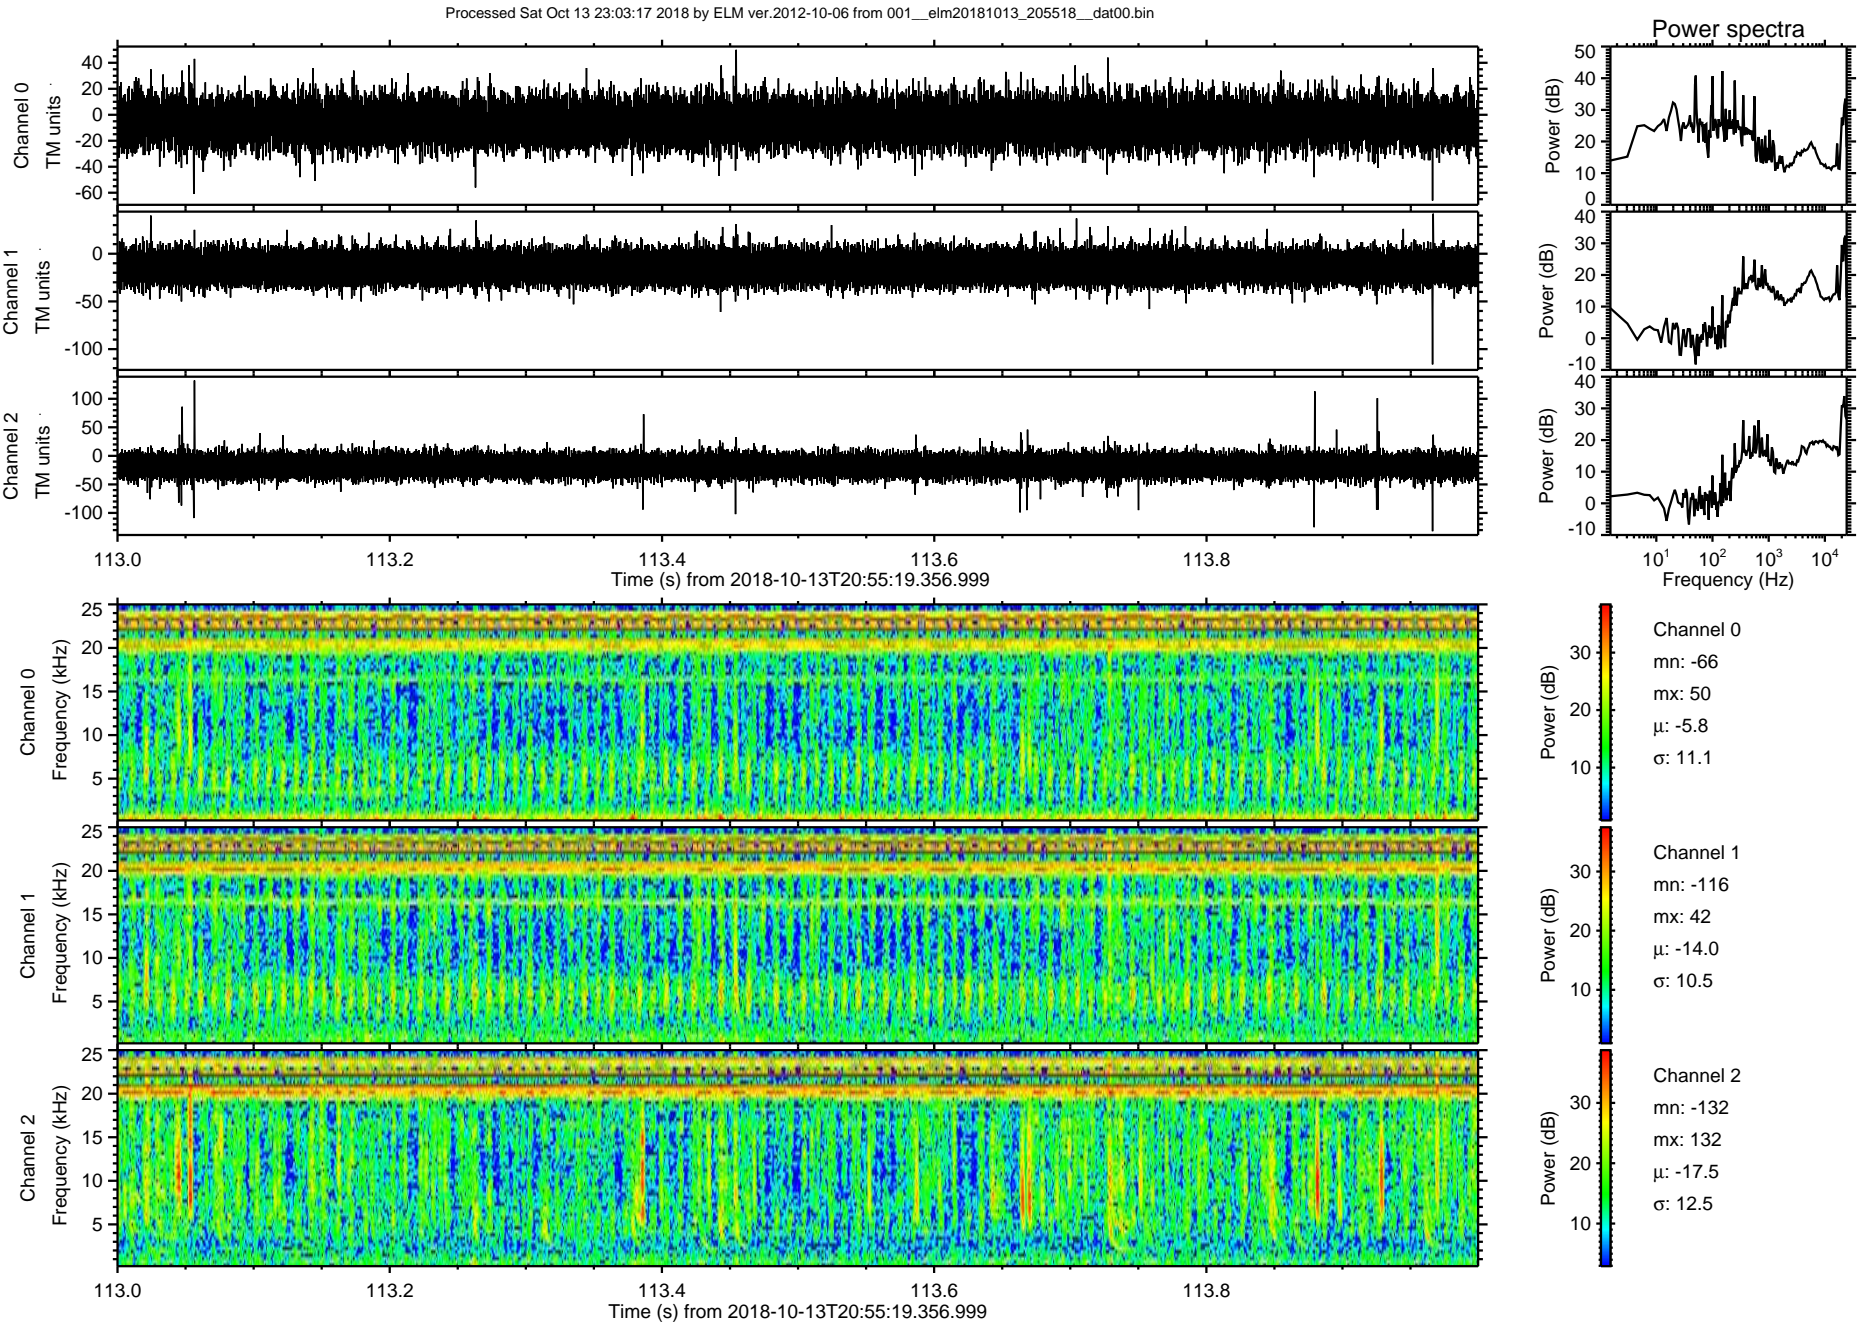 Processed Sat Oct 13 23:03:17 2018 by ELM ver.2012-10-06 from 001__elm20181013_205518__dat00.bin
Power spectra
Channel 0
TM units
40
20
0
-20
-40
-60
Power (dB)
50
40
30
20
10
0
Channel 1
TM units
0
-50
-100
Power (dB)
40
30
20
10
0
-10
Channel 2
TM units
100
50
0
-50
-100
Power (dB)
40
30
20
10
0
-10
113.0 113.2 113.4 113.6 113.8
Time (s) from 2018-10-13T20:55:19.356.999
10^1 10^2 10^3 10^4
Frequency (Hz)
Channel 0
Frequency (kHz)
25
20
15
10
5
Power (dB)
30
20
10
Channel 0
mn: -66
mx: 50
μ: -5.8
σ: 11.1
Channel 1
Frequency (kHz)
25
20
15
10
5
Power (dB)
30
20
10
Channel 1
mn: -116
mx: 42
μ: -14.0
σ: 10.5
Channel 2
Frequency (kHz)
25
20
15
10
5
Power (dB)
30
20
10
Channel 2
mn: -132
mx: 132
μ: -17.5
σ: 12.5
113.0 113.2 113.4 113.6 113.8
Time (s) from 2018-10-13T20:55:19.356.999